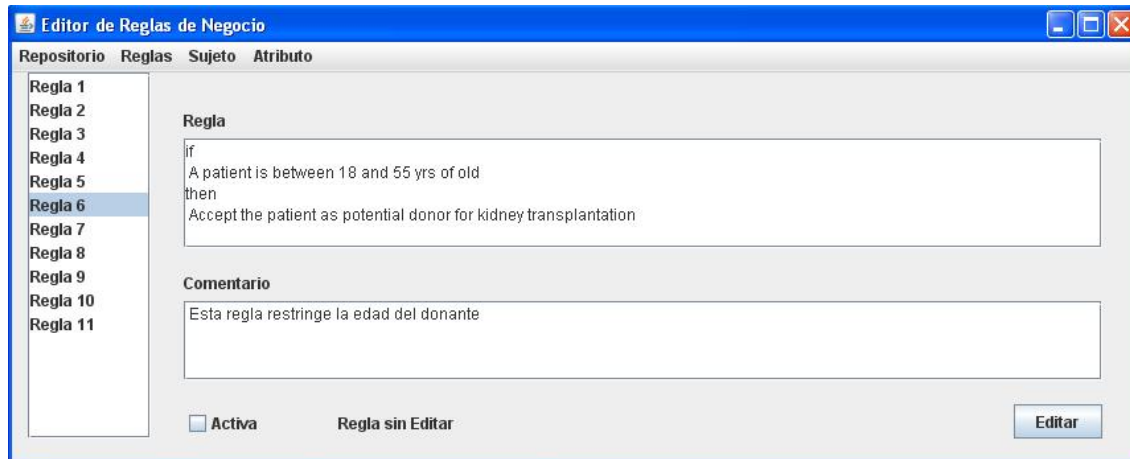 Editor de Reglas de Negocio
Repositorio Reglas Sujeto Atributo
Regla 1
Regla 2
Regla 3
Regla 4
Regla 5
Regla 6
Regla 7
Regla 8
Regla 9
Regla 10
Regla 11
Regla
if
A patient is between 18 and 55 yrs of old
then
Accept the patient as potential donor for kidney transplantation
Comentario
Esta regla restringe la edad del donante
Activa Regla sin Editar Editar